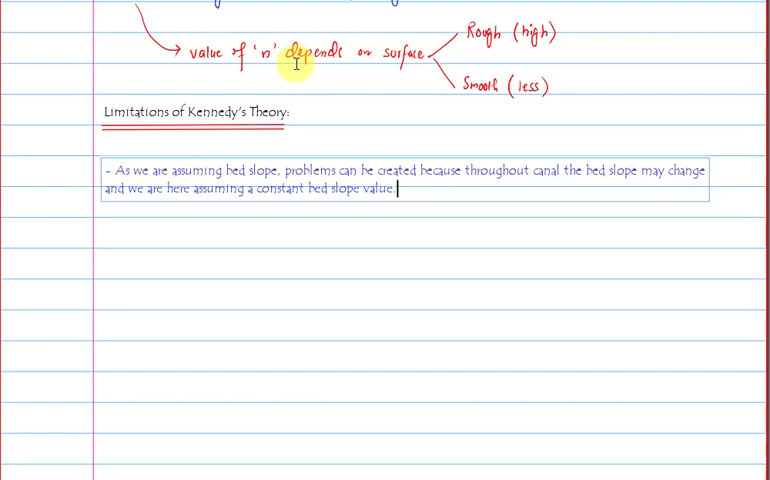 Rough (high)
value of 'n' depends on surface
Smooth (less)
Limitations of Kennedy's Theory:
- As we are assuming bed slope, problems can be created because throughout canal the bed slope may change
and we are here assuming a constant bed slope value.